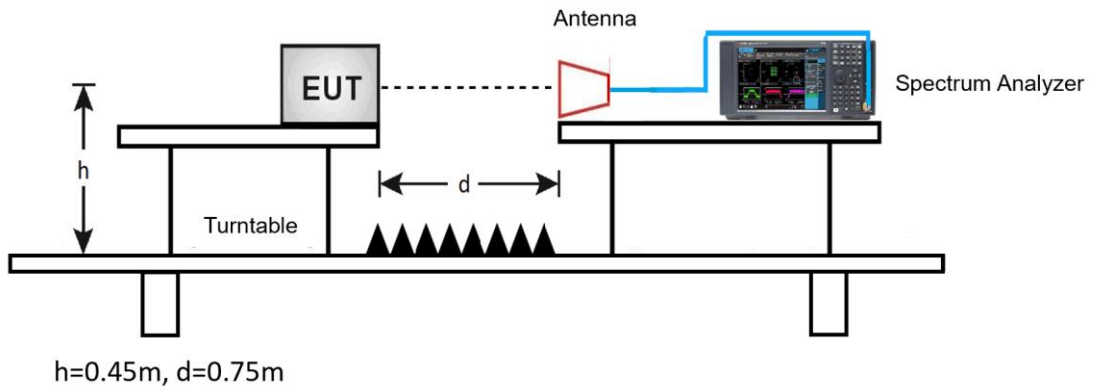 Antenna
EUT
Spectrum Analyzer
h
d
Turntable
h=0.45m, d=0.75m